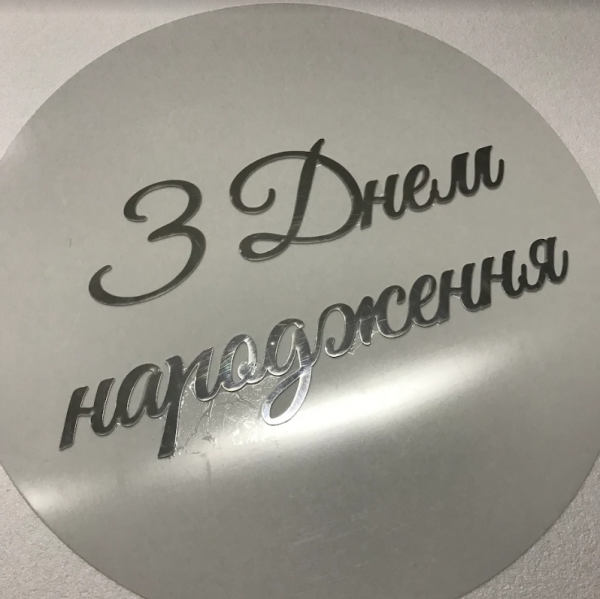 З Днем
народження